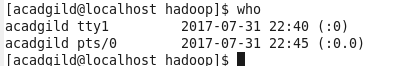 [acadgild@localhost hadoop]$ who
acadgild tty1         2017-07-31 22:40 (:0)
acadgild pts/0        2017-07-31 22:45 (:0.0)
[acadgild@localhost hadoop]$